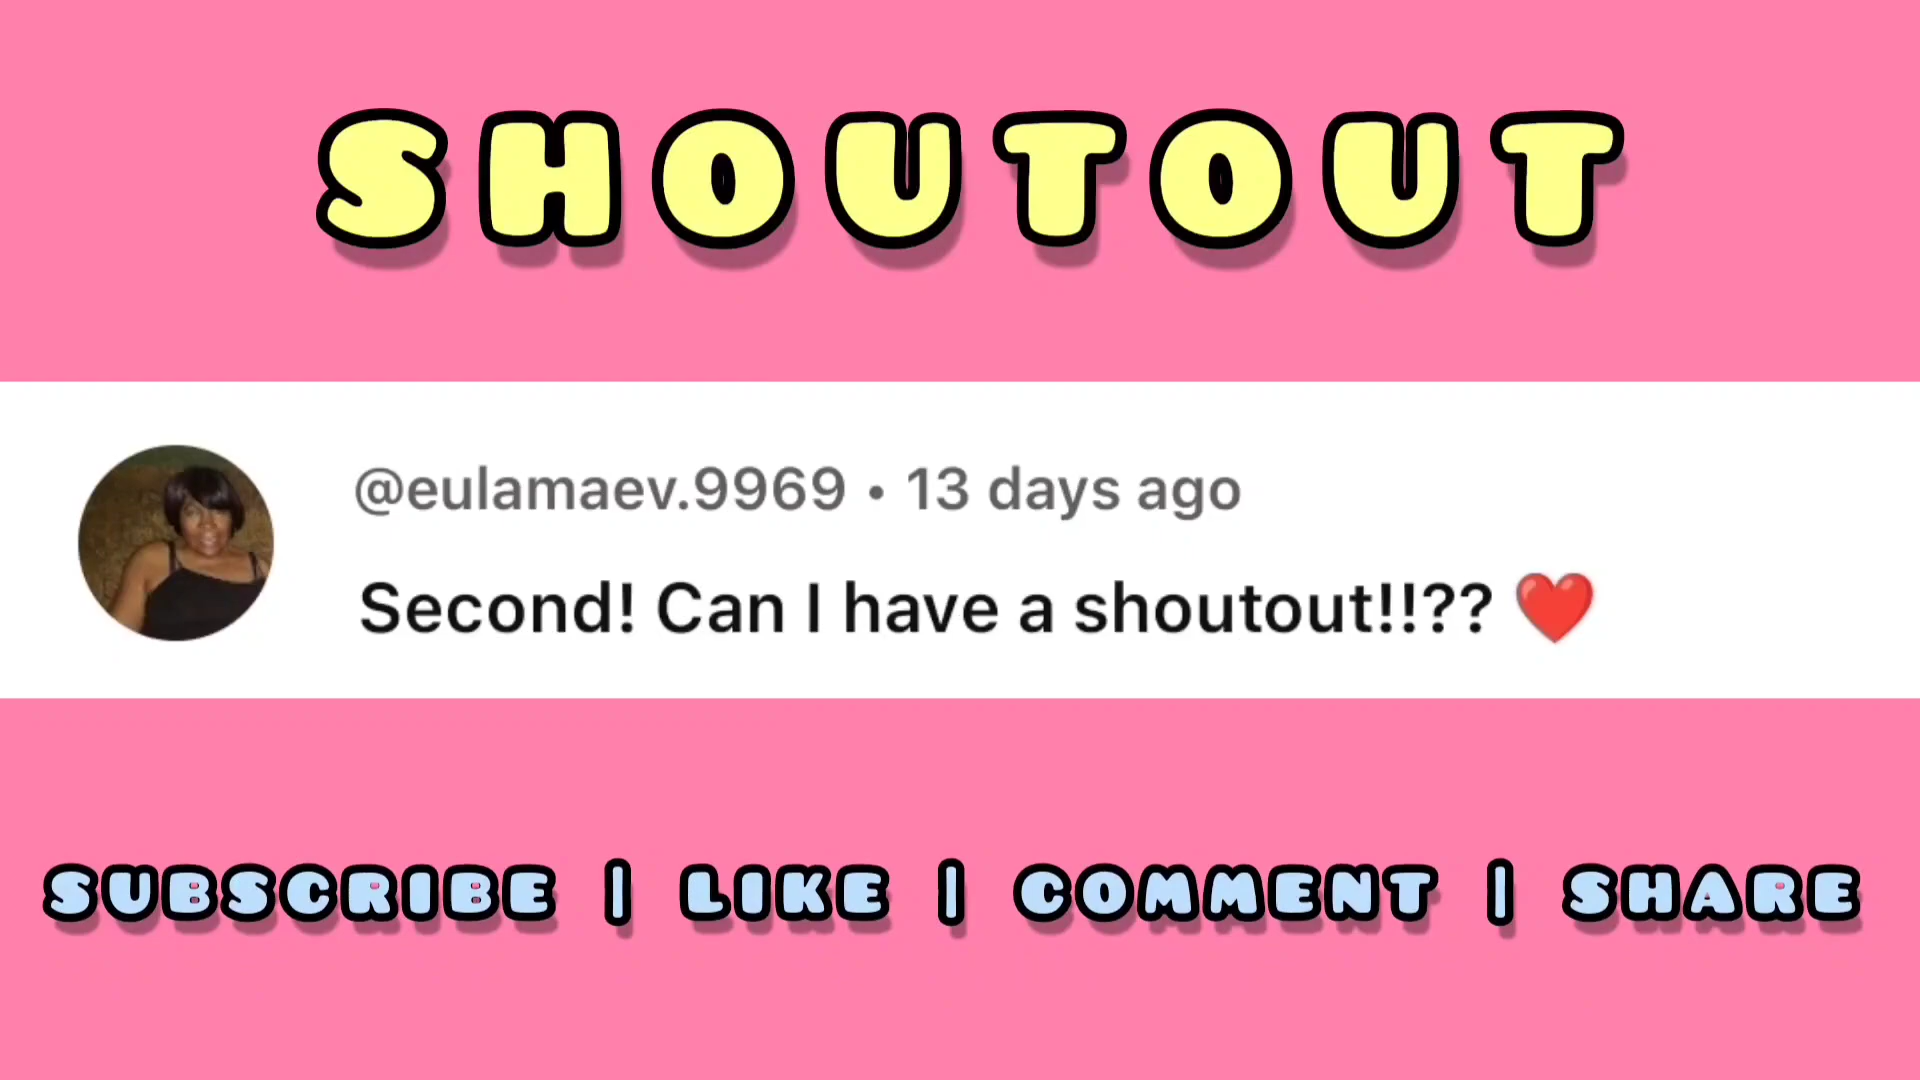 SHOUTOUT
@eulamaev.9969 • 13 days ago
Second! Can I have a shoutout!!?? ❤️
SUBSCRIBE | LIKE | COMMENT | SHARE